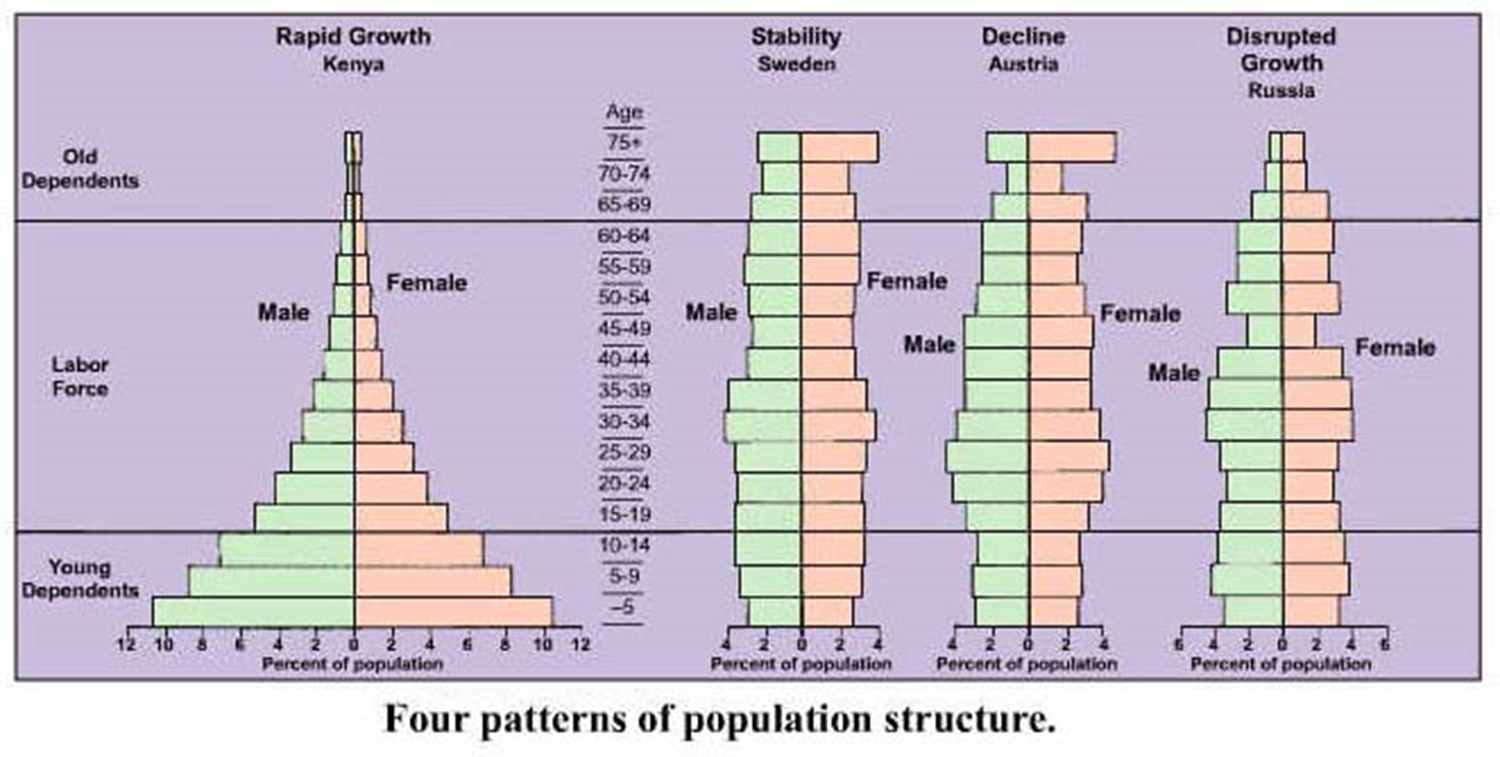 Rapid Growth
Kenya
Stability
Sweden
Decline
Austria
Disrupted
Growth
Russia
Age
75+
70-74
65-69
60-64
55-59
50-54
45-49
40-44
35-39
30-34
25-29
20-24
15-19
10-14
5-9
–5
Old
Dependents
Labor
Force
Young
Dependents
Male
Female
Male
Female
Male
Female
Male
Female
12 10 8 6 4 2 0 2 4 6 8 10 12
Percent of population
4 2 0 2 4
Percent of population
4 2 0 2 4
Percent of population
6 4 2 0 2 4 6
Percent of population
Four patterns of population structure.